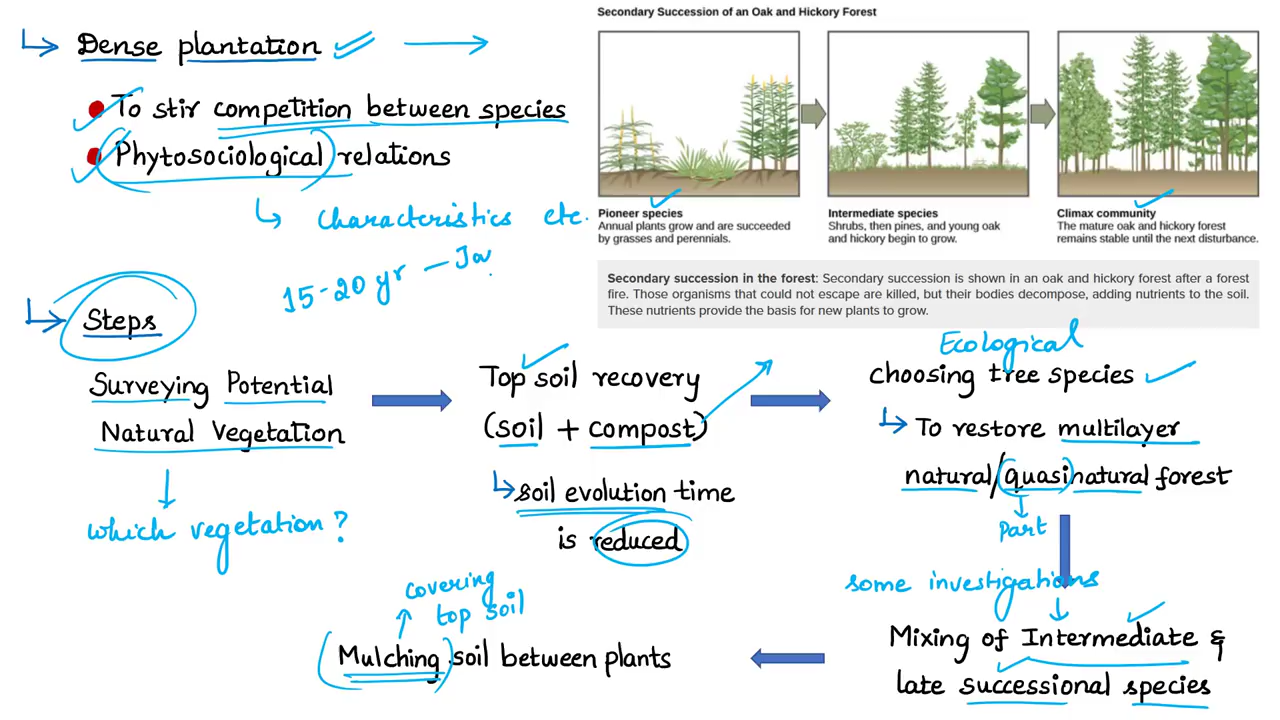 Dense plantation
To stir competition between species
Phytosociological relations
characteristics etc.
15-20 yr –
Steps
Surveying Potential
Natural Vegetation
which vegetation ?
Secondary Succession of an Oak and Hickory Forest
Pioneer species
Annual plants grow and are succeeded
by grasses and perennials.
Intermediate species
Shrubs, then pines, and young oak
and hickory begin to grow.
Climax community
The mature oak and hickory forest
remains stable until the next disturbance.
Secondary succession in the forest: Secondary succession is shown in an oak and hickory forest after a forest
fire. Those organisms that could not escape are killed, but their bodies decompose, adding nutrients to the soil.
These nutrients provide the basis for new plants to grow.
Top soil recovery
(soil + compost)
soil evolution time
is reduced
Ecological
choosing tree species
To restore multilayer
natural/quasinatural forest
part
some investigations
Mixing of Intermediate &
late successional species
covering
top soil
Mulching soil between plants